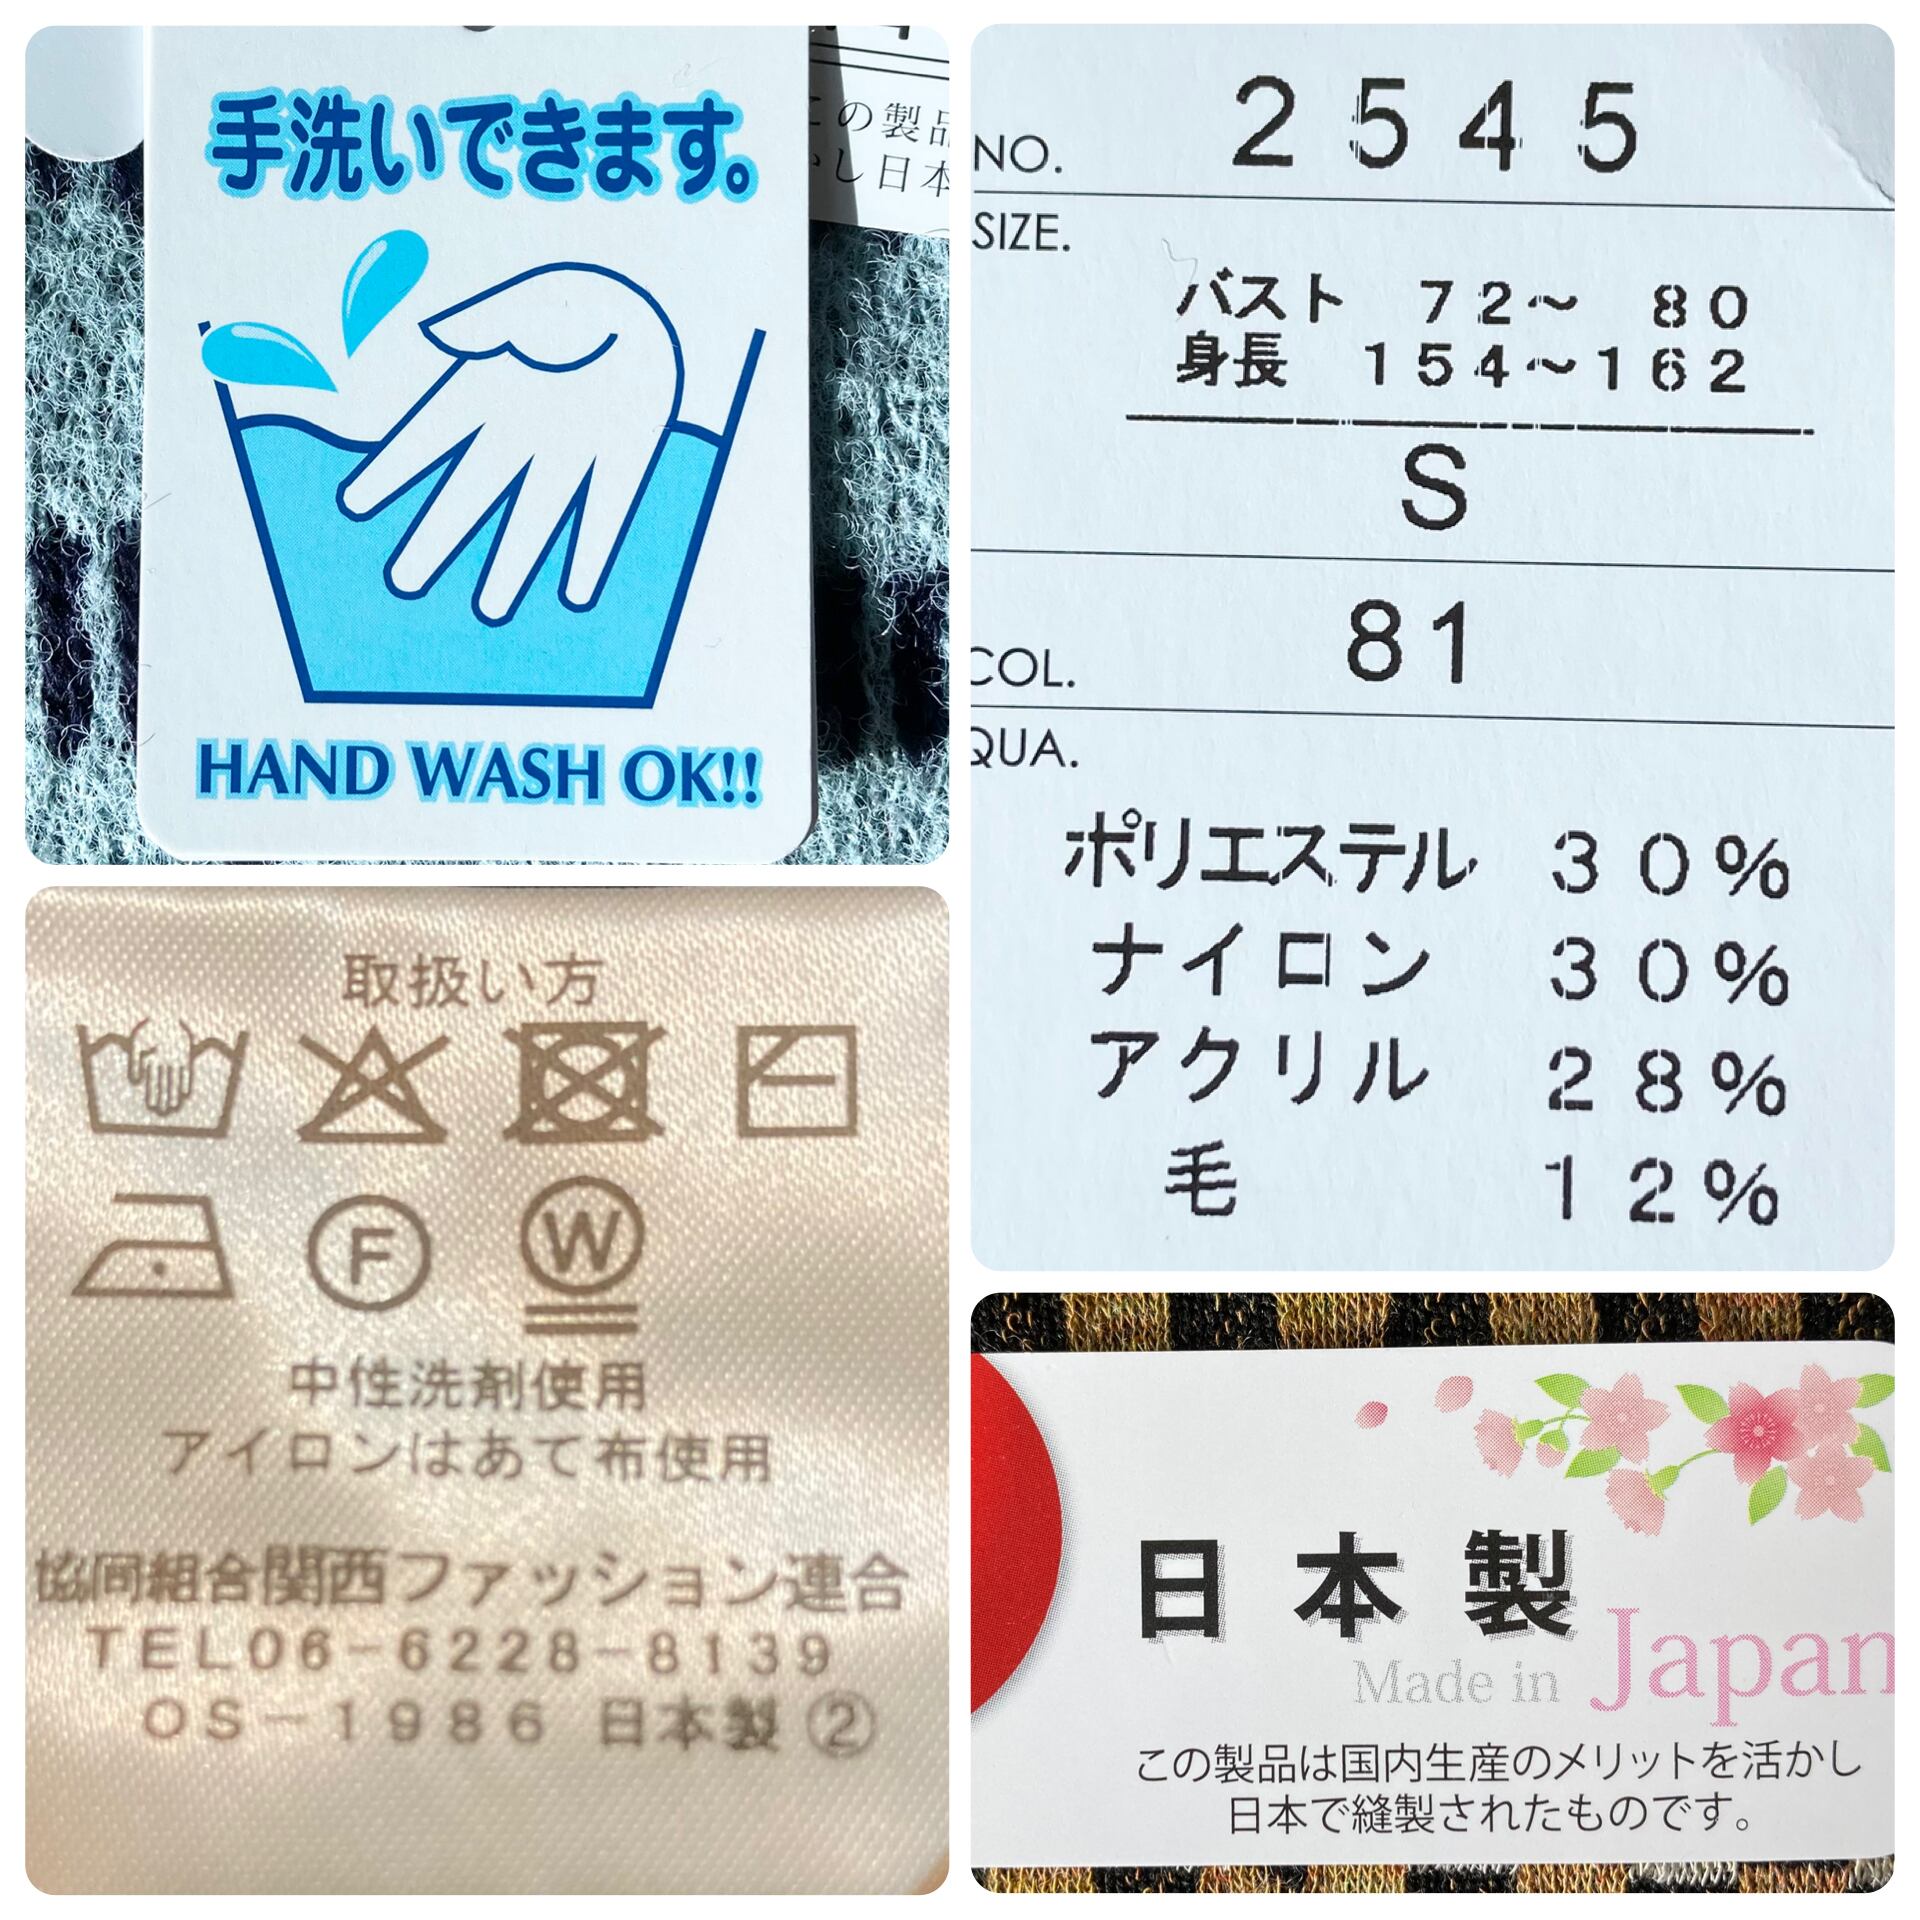 手洗いできます。
HAND WASH OK!!
この製品
かし日本
NO. 2545
SIZE.
バスト 72～ 80
身長 154～162
S
COL. 81
QUA.
ポリエステル 30%
ナイロン 30%
アクリル 28%
毛 12%
取扱い方
F W
中性洗剤使用
アイロンはあて布使用
協同組合関西ファッション連合
TEL06-6228-8139
OS-1986 日本製 ②
日本製
Made in Japan
この製品は国内生産のメリットを活かし
日本で縫製されたものです。